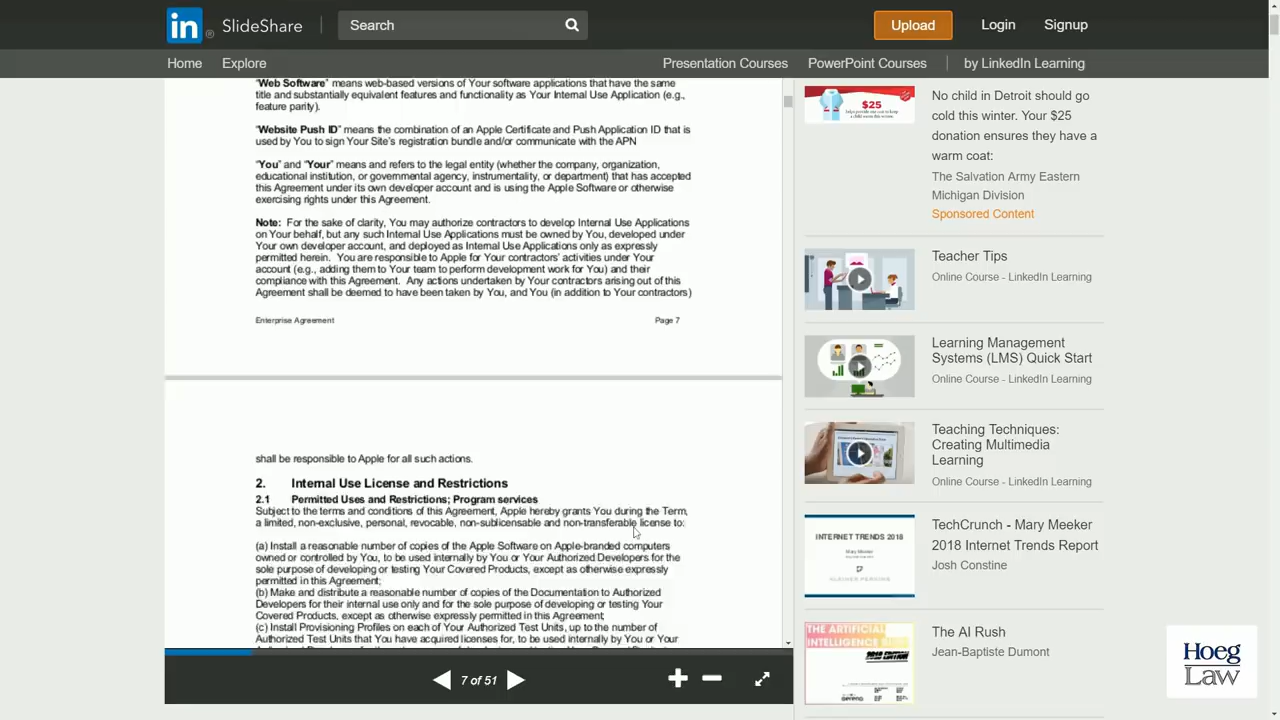 in SlideShare
Search
Upload
Login
Signup
Home
Explore
Presentation Courses
PowerPoint Courses
by LinkedIn Learning
“Web Software” means web-based versions of Your software applications that have the same
title and substantially equivalent features and functionality as Your Internal Use Application (e.g.,
feature parity).
“Website Push ID” means the combination of an Apple Certificate and Push Application ID that is
used by You to sign Your Site’s registration bundle and/or communicate with the APN
“You” and “Your” means and refers to the legal entity (whether the company, organization,
educational institution, or governmental agency, instrumentality, or department) that has accepted
this Agreement under its own developer account and is using the Apple Software or otherwise
exercising rights under this Agreement.
Note: For the sake of clarity, You may authorize contractors to develop Internal Use Applications
on Your behalf, but any such Internal Use Applications must be owned by You, developed under
Your own developer account, and deployed as Internal Use Applications only as expressly
permitted herein. You are responsible to Apple for Your contractors’ activities under Your
account (e.g., adding them to Your team to perform development work for You) and their
compliance with this Agreement. Any actions undertaken by Your contractors arising out of this
Agreement shall be deemed to have been taken by You, and You (in addition to Your contractors)
Enterprise Agreement
Page 7
shall be responsible to Apple for all such actions.
2. Internal Use License and Restrictions
2.1 Permitted Uses and Restrictions; Program services
Subject to the terms and conditions of this Agreement, Apple hereby grants You during the Term,
a limited, non-exclusive, personal, revocable, non-sublicensable and non-transferable license to:
(a) Install a reasonable number of copies of the Apple Software on Apple-branded computers
owned or controlled by You, to be used internally by You or Your Authorized Developers for the
sole purpose of developing or testing Your Covered Products, except as otherwise expressly
permitted in this Agreement;
(b) Make and distribute a reasonable number of copies of the Documentation to Authorized
Developers for their internal use only and for the sole purpose of developing or testing Your
Covered Products, except as otherwise expressly permitted in this Agreement;
(c) Install Provisioning Profiles on each of Your Authorized Test Units, up to the number of
Authorized Test Units that You have acquired licenses for, to be used internally by You or Your
7 of 51
$25
No child in Detroit should go
cold this winter. Your $25
donation ensures they have a
warm coat:
The Salvation Army Eastern
Michigan Division
Sponsored Content
Teacher Tips
Online Course - LinkedIn Learning
Learning Management
Systems (LMS) Quick Start
Online Course - LinkedIn Learning
Teaching Techniques:
Creating Multimedia
Learning
Online Course - LinkedIn Learning
INTERNET TRENDS 2018
TechCrunch - Mary Meeker
2018 Internet Trends Report
Josh Constine
THE ARTIFICIAL
The AI Rush
Jean-Baptiste Dumont
Hoeg
Law